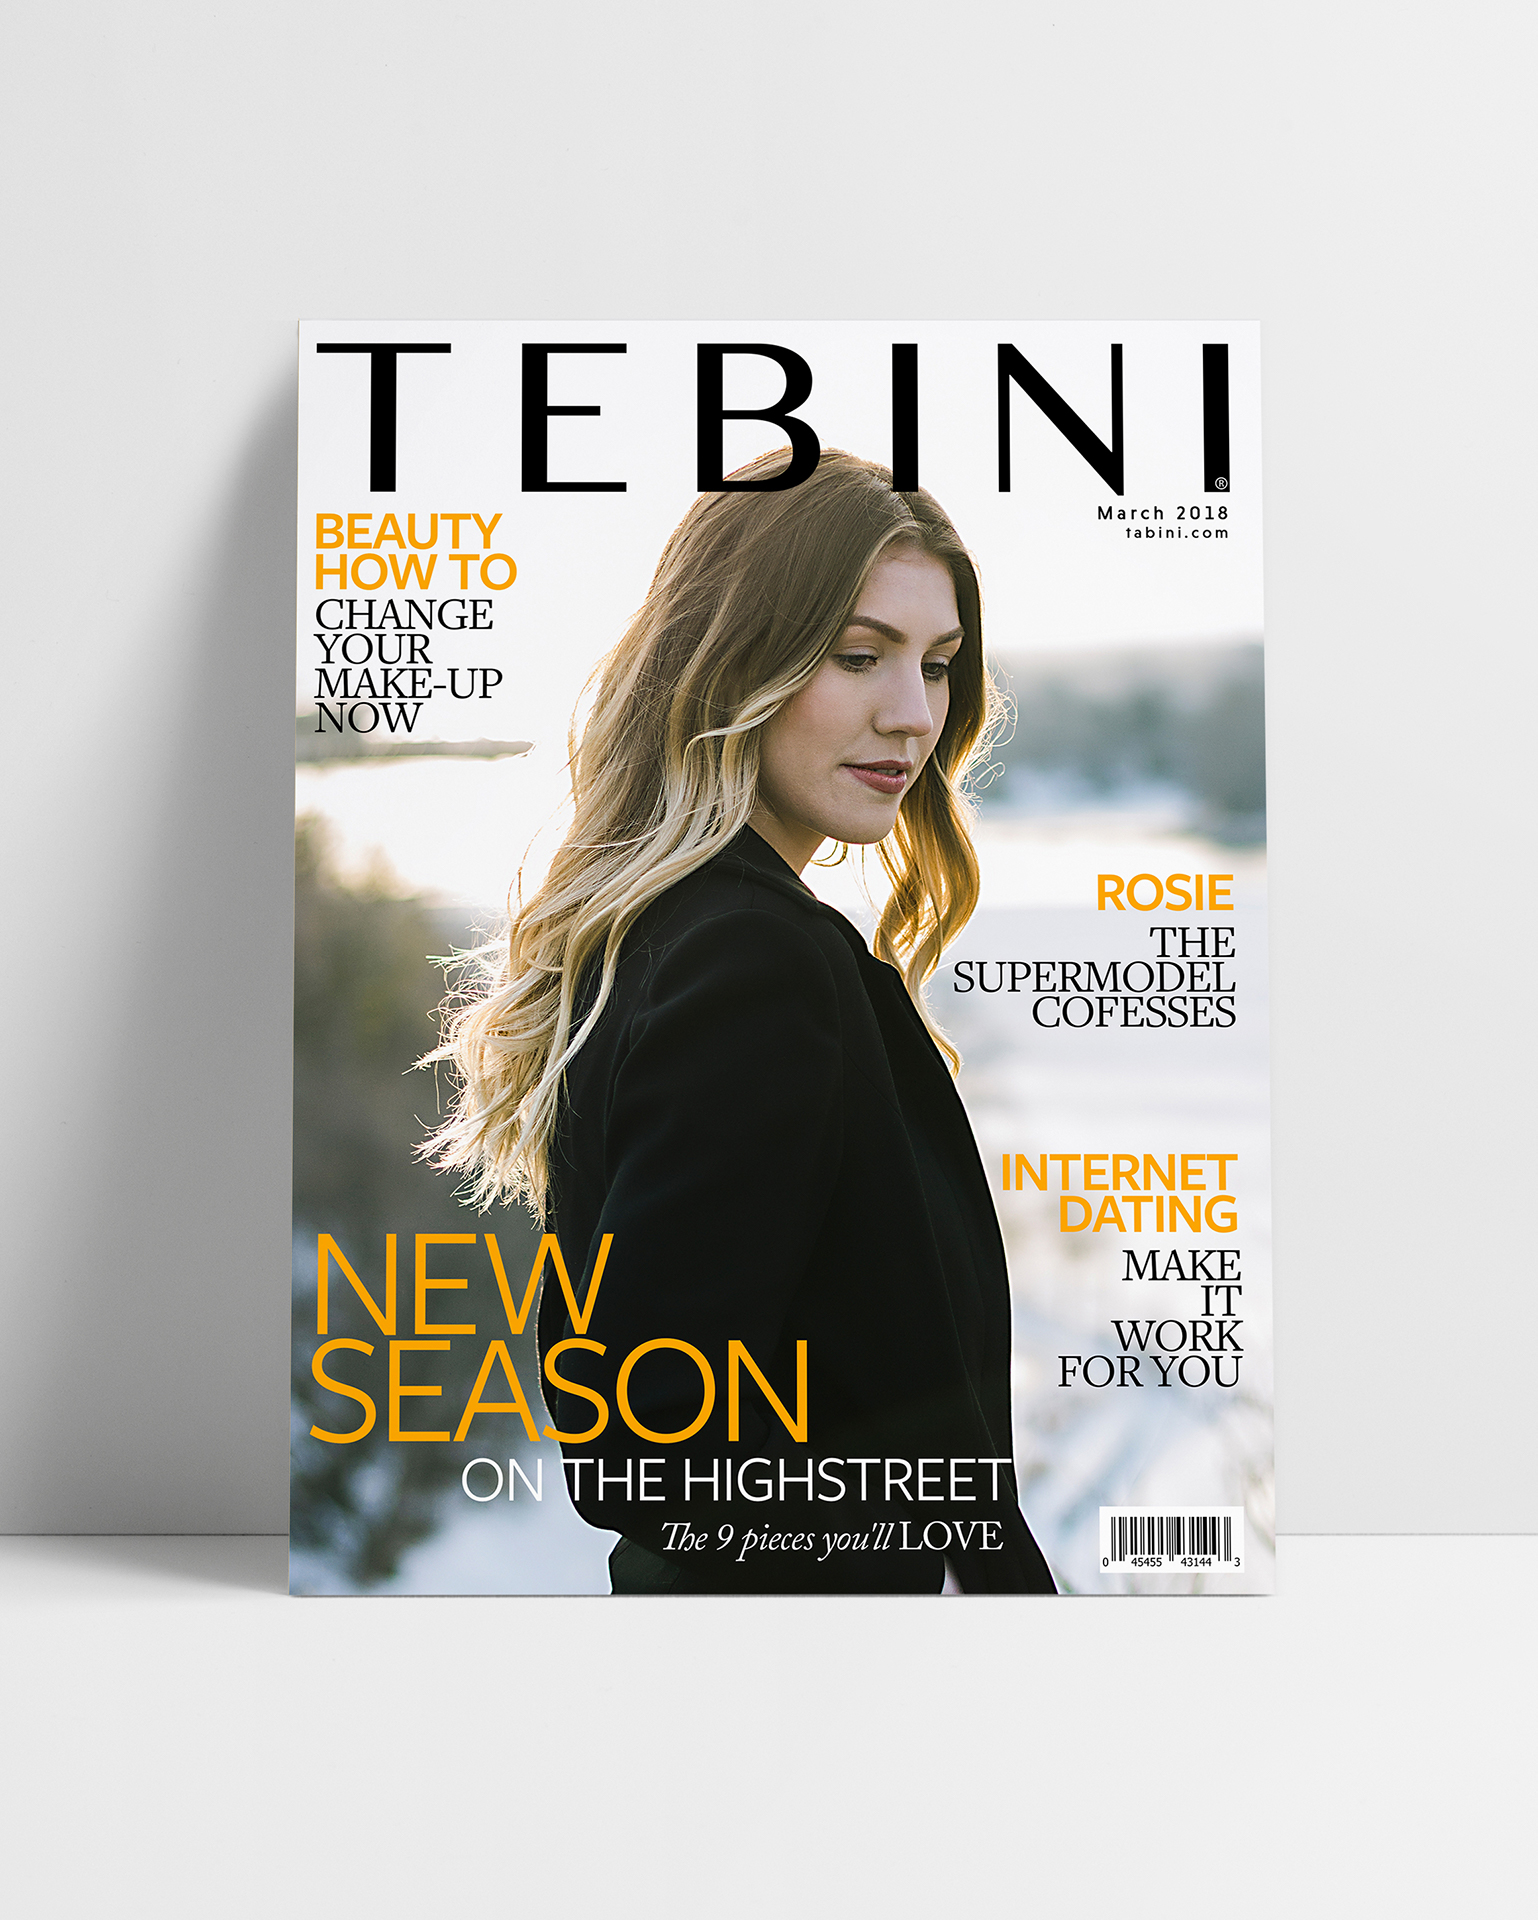 TEBINI
®
March 2018
tabini.com
BEAUTY
HOW TO
CHANGE
YOUR
MAKE-UP
NOW
ROSIE
THE
SUPERMODEL
COFESSES
INTERNET
DATING
MAKE
IT
WORK
FOR YOU
NEW
SEASON
ON THE HIGHSTREET
The 9 pieces you'll LOVE
0 45455 43144 3